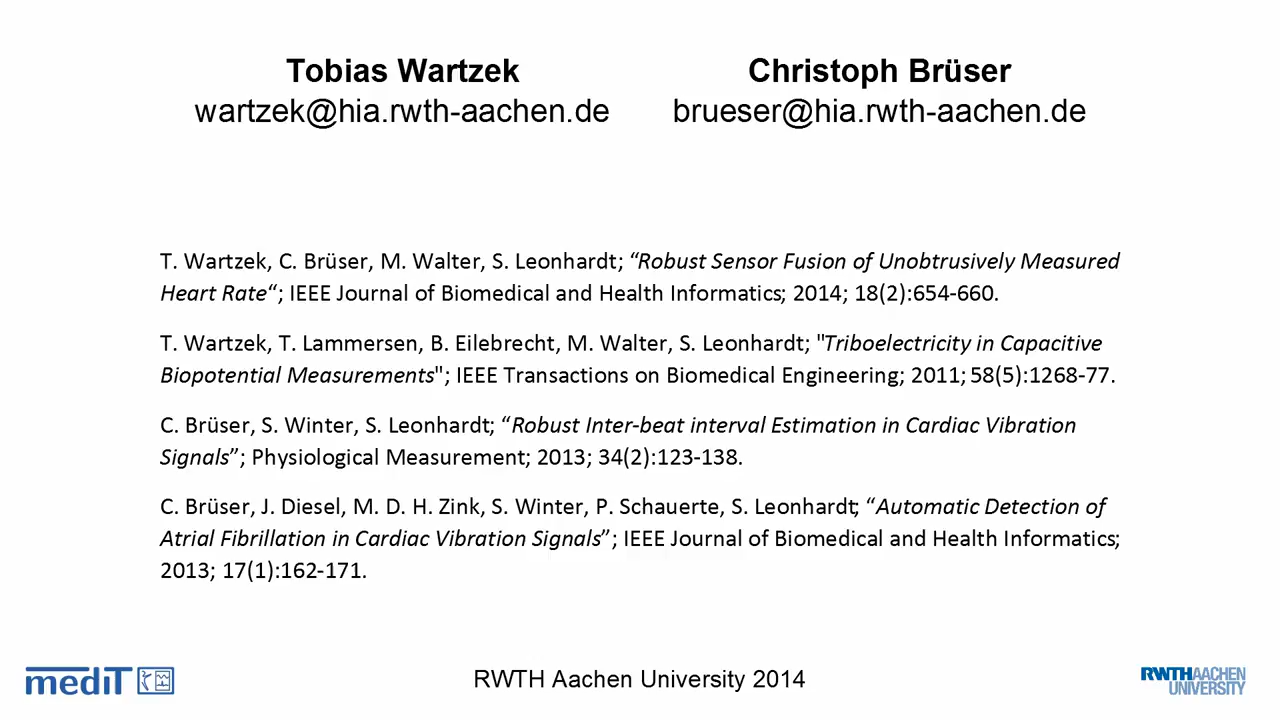 Tobias Wartzek
wartzek@hia.rwth-aachen.de
Christoph Brüser
brueser@hia.rwth-aachen.de
T. Wartzek, C. Brüser, M. Walter, S. Leonhardt; “Robust Sensor Fusion of Unobtrusively Measured
Heart Rate“; IEEE Journal of Biomedical and Health Informatics; 2014; 18(2):654-660.
T. Wartzek, T. Lammersen, B. Eilebrecht, M. Walter, S. Leonhardt; "Triboelectricity in Capacitive
Biopotential Measurements"; IEEE Transactions on Biomedical Engineering; 2011; 58(5):1268-77.
C. Brüser, S. Winter, S. Leonhardt; “Robust Inter-beat interval Estimation in Cardiac Vibration
Signals”; Physiological Measurement; 2013; 34(2):123-138.
C. Brüser, J. Diesel, M. D. H. Zink, S. Winter, P. Schauerte, S. Leonhardt; “Automatic Detection of
Atrial Fibrillation in Cardiac Vibration Signals”; IEEE Journal of Biomedical and Health Informatics;
2013; 17(1):162-171.
mediT
RWTH Aachen University 2014
RWTH AACHEN
UNIVERSITY